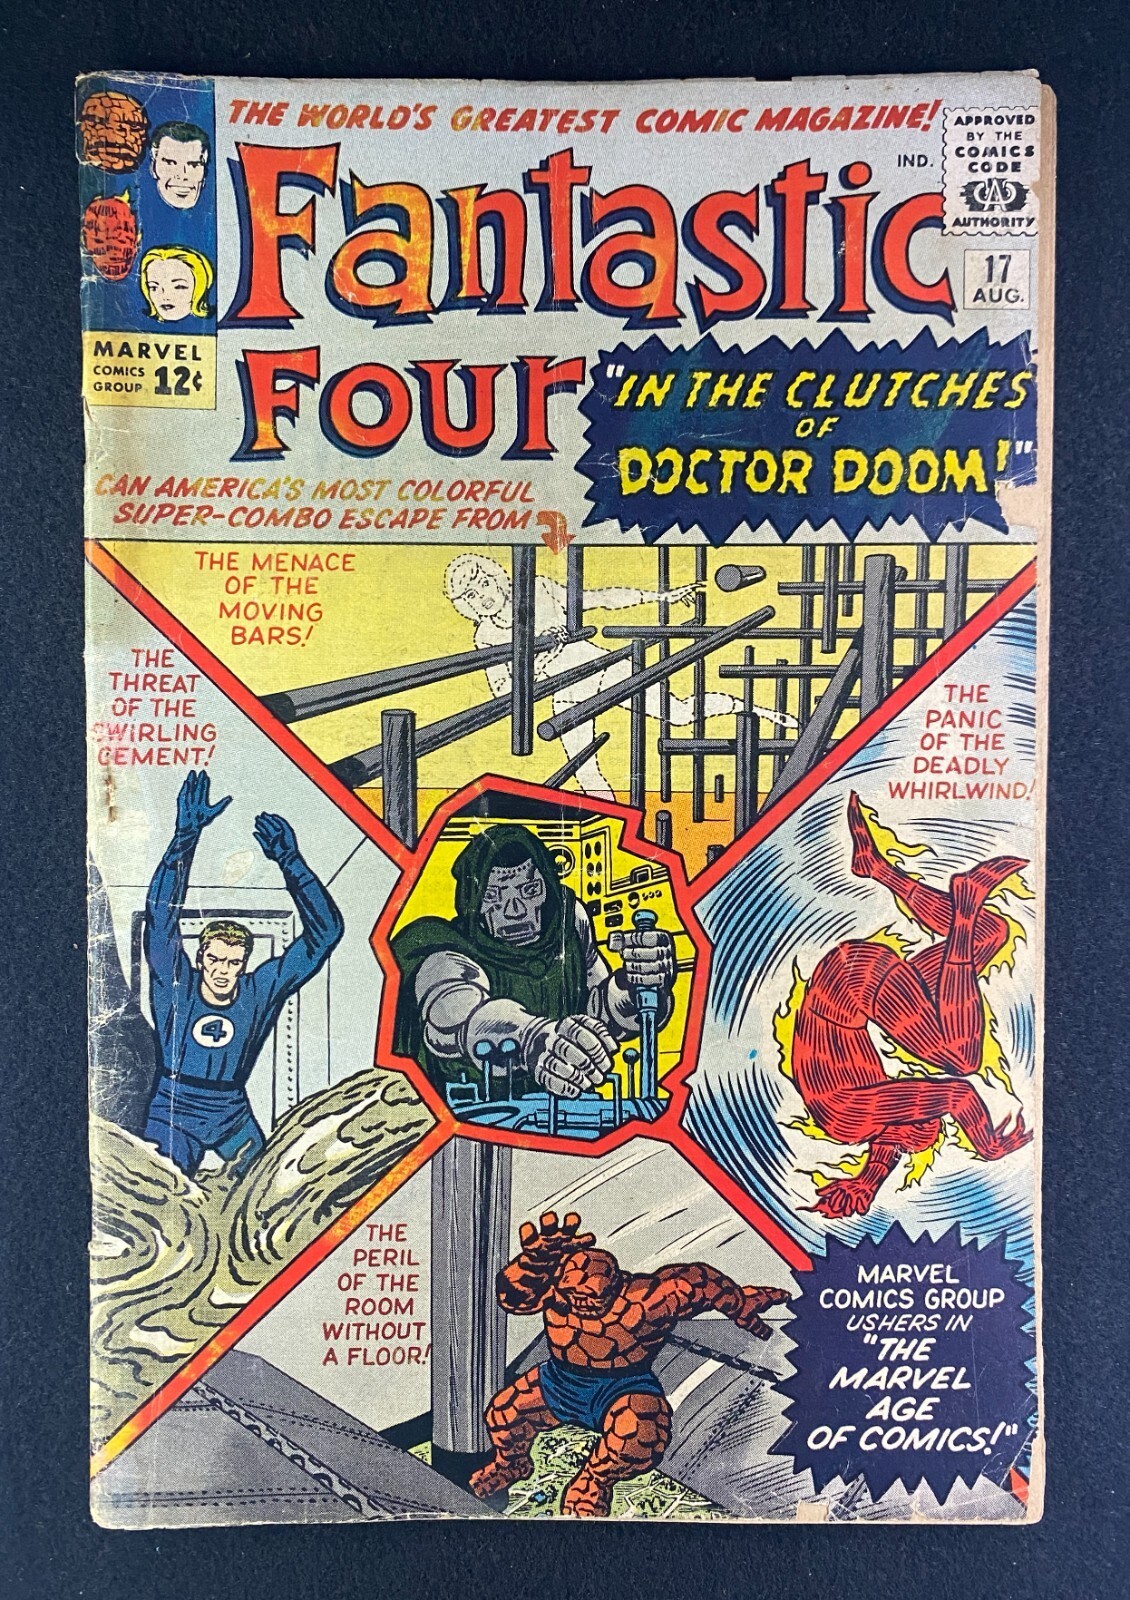 THE WORLD'S GREATEST COMIC MAGAZINE!
Fantastic
Four
IND.
APPROVED
BY THE
COMICS
CODE
CA
AUTHORITY
17
AUG.
MARVEL
COMICS
GROUP 12¢
"IN THE CLUTCHES
OF
DOCTOR DOOM!"
CAN AMERICA'S MOST COLORFUL
SUPER-COMBO ESCAPE FROM
THE MENACE
OF THE
MOVING
BARS!
THE
THREAT
OF THE
SWIRLING
CEMENT!
THE
PANIC
OF THE
DEADLY
WHIRLWIND!
4
THE
PERIL
OF THE
ROOM
WITHOUT
A FLOOR!
MARVEL
COMICS GROUP
USHERS IN
"THE
MARVEL
AGE
OF COMICS!"